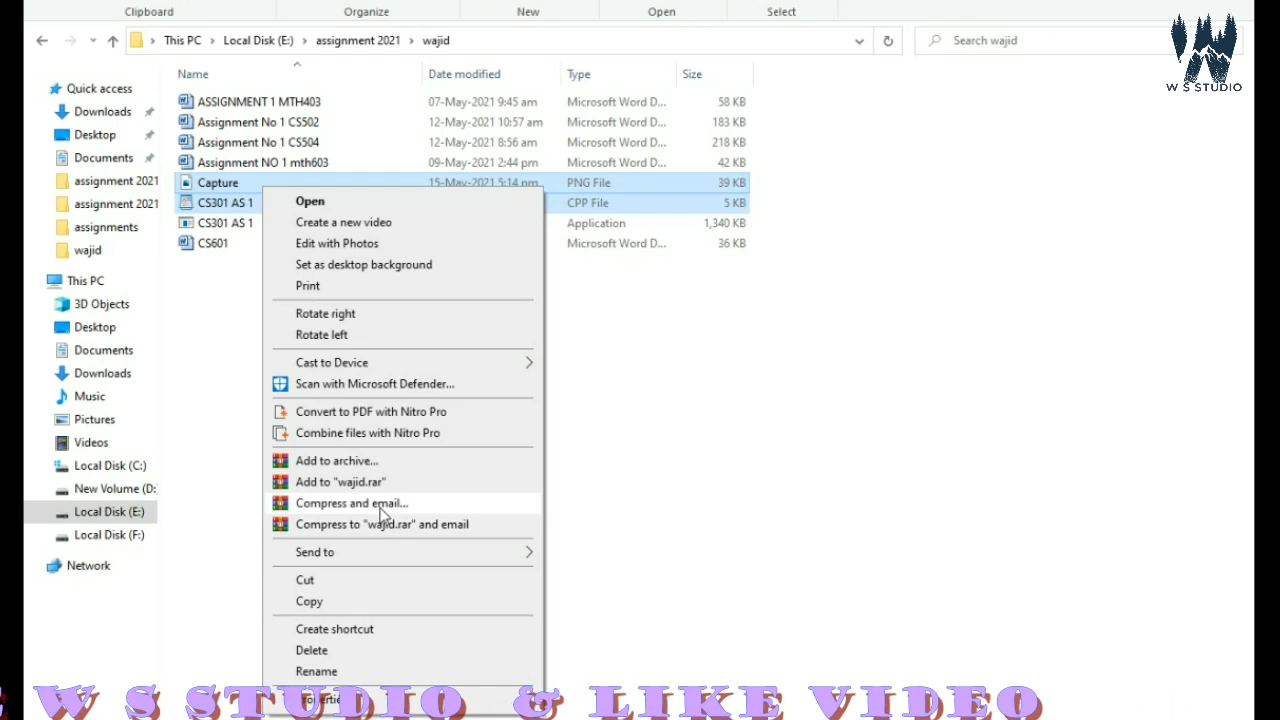 Clipboard Organize New Open Select
This PC Local Disk (E:) assignment 2021 wajid Search wajid
W S STUDIO
Name Date modified Type Size
Quick access
Downloads
Desktop
Documents
assignment 2021
assignment 2021
assignments
wajid
This PC
3D Objects
Desktop
Documents
Downloads
Music
Pictures
Videos
Local Disk (C:)
New Volume (D:
Local Disk (E:)
Local Disk (F:)
Network
ASSIGNMENT 1 MTH403 07-May-2021 9:45 am Microsoft Word D... 58 KB
Assignment No 1 CS502 12-May-2021 10:57 am Microsoft Word D... 183 KB
Assignment No 1 CS504 12-May-2021 8:56 am Microsoft Word D... 218 KB
Assignment NO 1 mth603 09-May-2021 2:44 pm Microsoft Word D... 42 KB
Capture 15-May-2021 5:14 pm PNG File 39 KB
CS301 AS 1 CPP File 5 KB
CS301 AS 1 Application 1,340 KB
CS601 Microsoft Word D... 36 KB
Open
Create a new video
Edit with Photos
Set as desktop background
Print
Rotate right
Rotate left
Cast to Device
Scan with Microsoft Defender...
Convert to PDF with Nitro Pro
Combine files with Nitro Pro
Add to archive...
Add to "wajid.rar"
Compress and email...
Compress to "wajid.rar" and email
Send to
Cut
Copy
Create shortcut
Delete
Rename
W S STUDIO & LIKE VIDEO